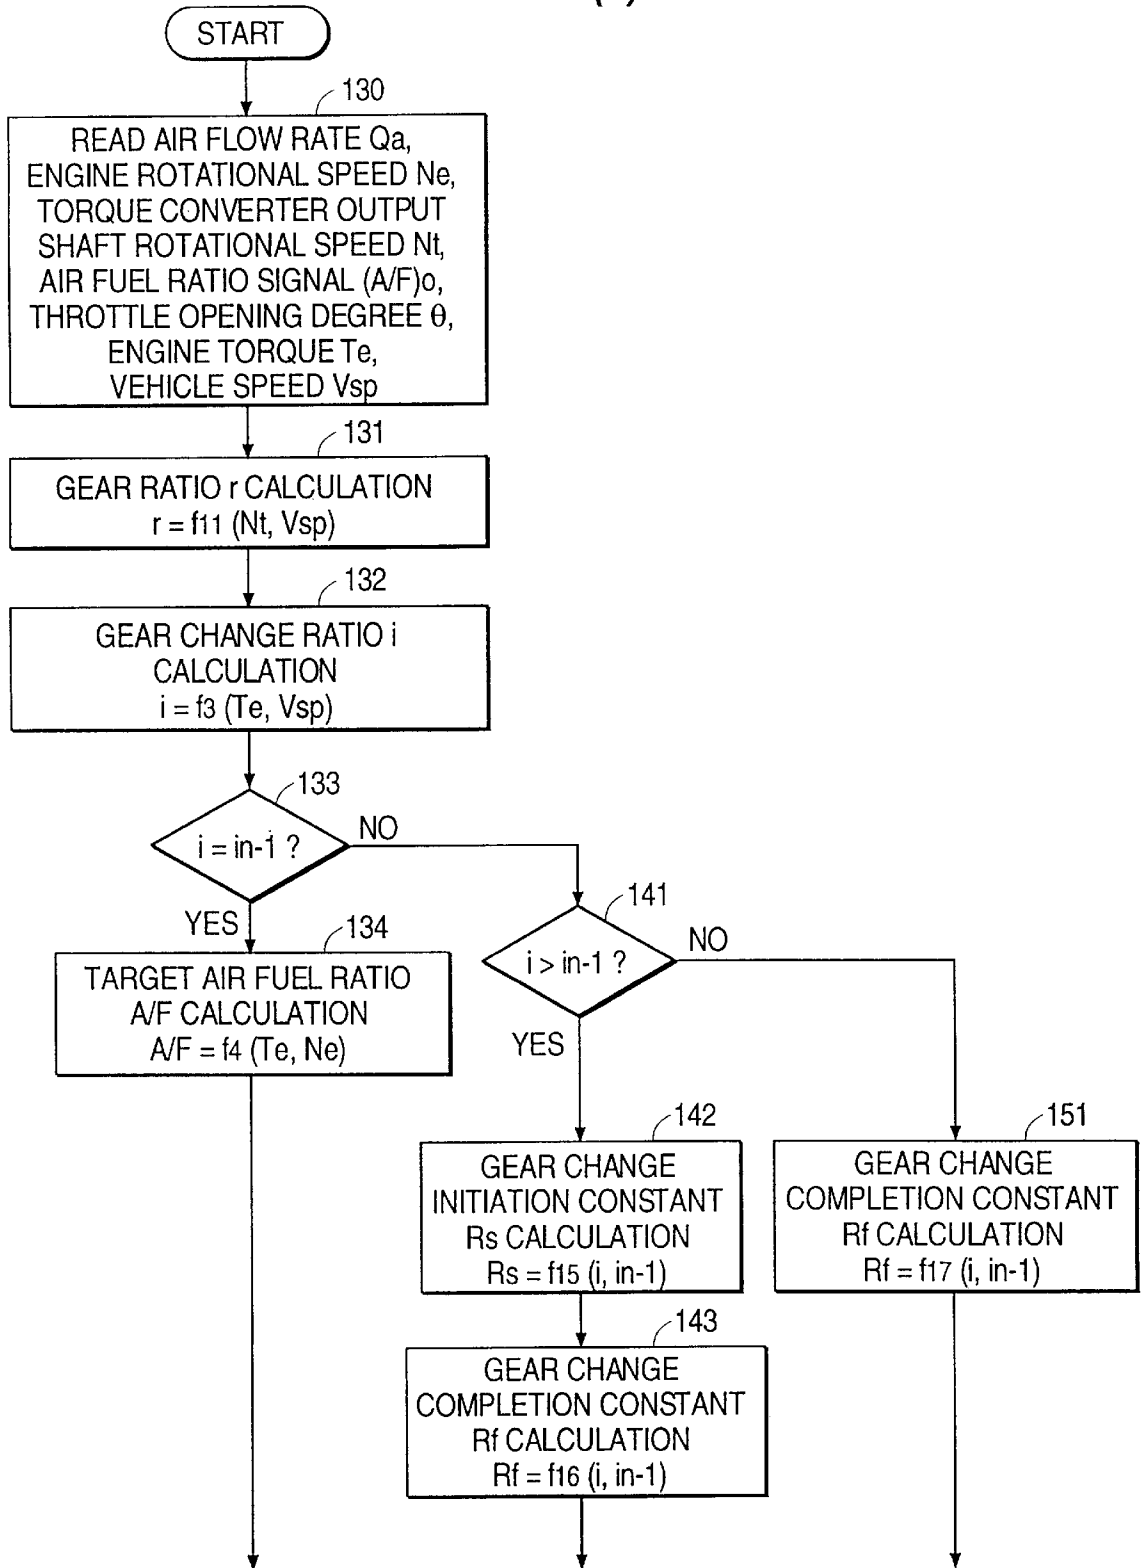 START
130
READ AIR FLOW RATE Qa,
ENGINE ROTATIONAL SPEED Ne,
TORQUE CONVERTER OUTPUT
SHAFT ROTATIONAL SPEED Nt,
AIR FUEL RATIO SIGNAL (A/F)o,
THROTTLE OPENING DEGREE θ,
ENGINE TORQUE Te,
VEHICLE SPEED Vsp
131
GEAR RATIO r CALCULATION
r = f11 (Nt, Vsp)
132
GEAR CHANGE RATIO i
CALCULATION
i = f3 (Te, Vsp)
133
i = in-1 ?
NO
YES
134
TARGET AIR FUEL RATIO
A/F CALCULATION
A/F = f4 (Te, Ne)
141
i > in-1 ?
NO
YES
142
GEAR CHANGE
INITIATION CONSTANT
Rs CALCULATION
Rs = f15 (i, in-1)
143
GEAR CHANGE
COMPLETION CONSTANT
Rf CALCULATION
Rf = f16 (i, in-1)
151
GEAR CHANGE
COMPLETION CONSTANT
Rf CALCULATION
Rf = f17 (i, in-1)